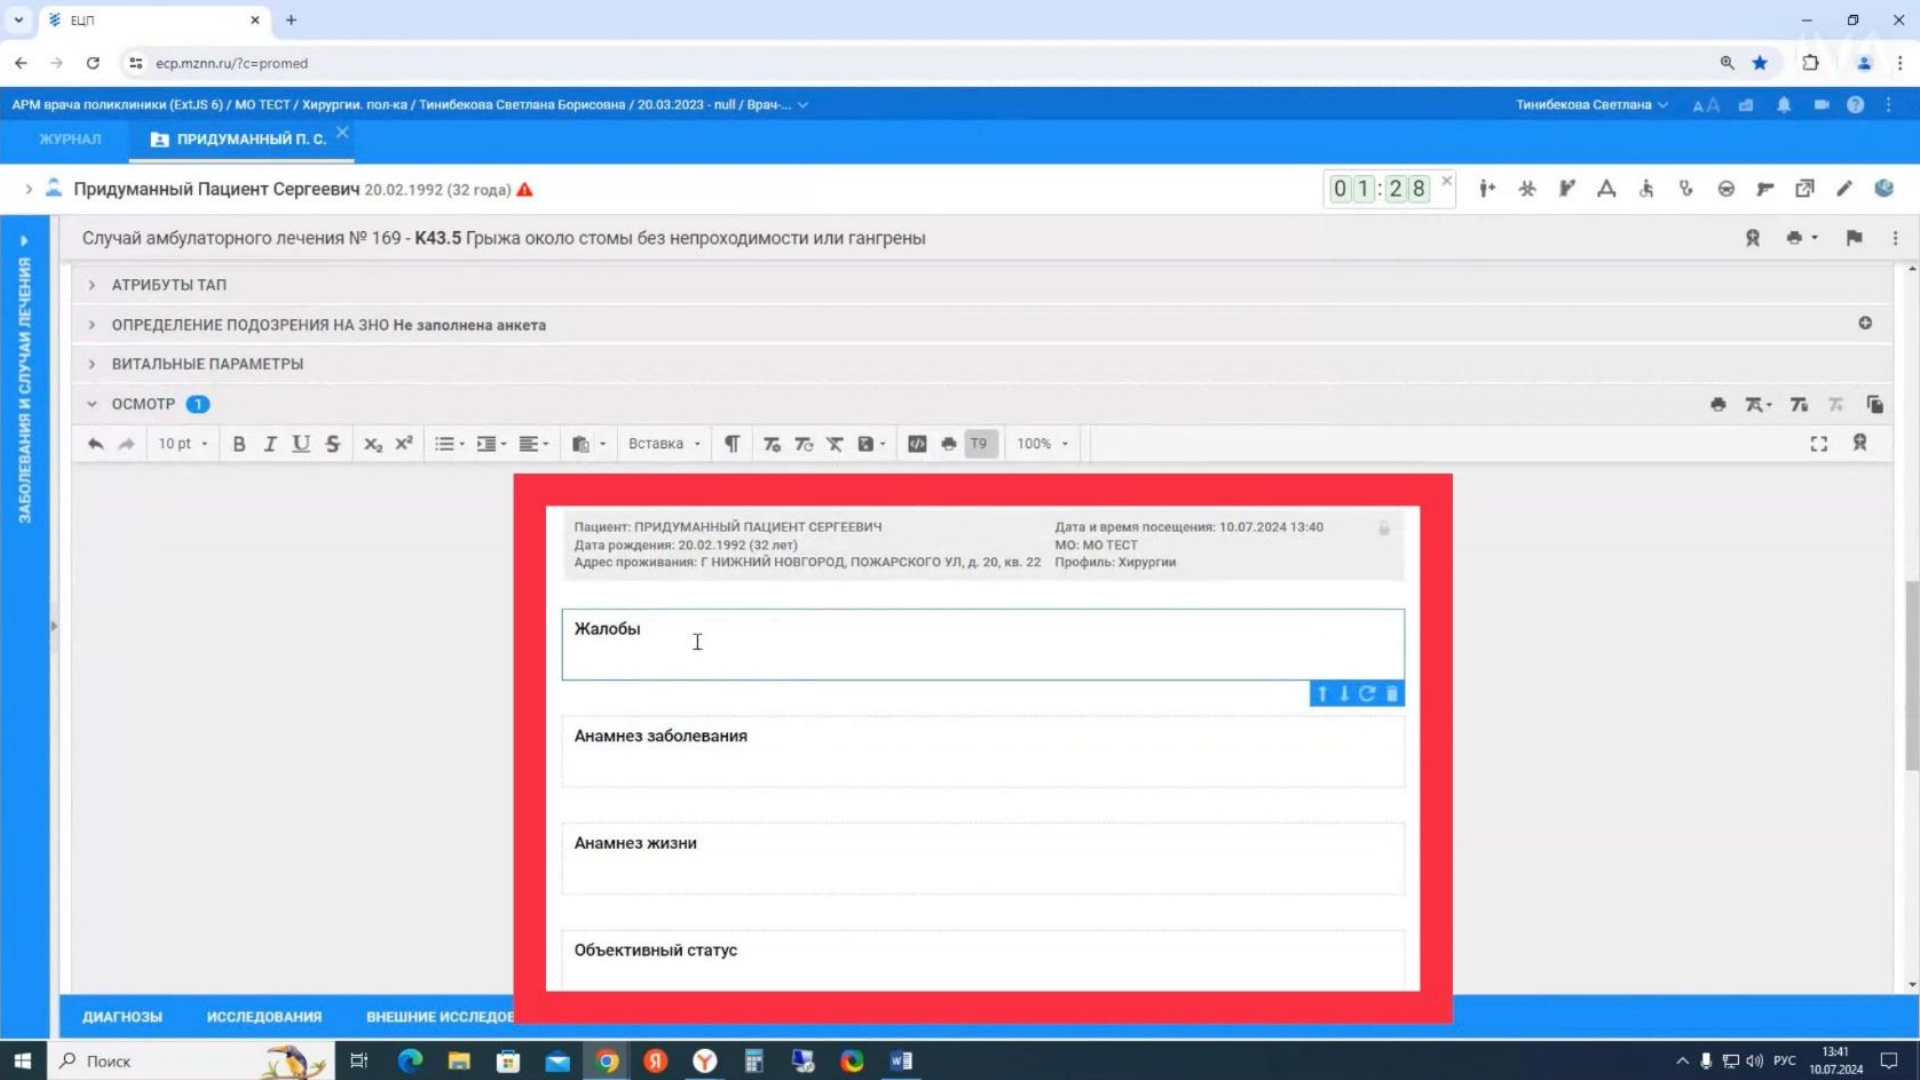 ЕЦП
ecp.mznn.ru/?c=promed
АРМ врача поликлиники (ExtJS 6) / МО ТЕСТ / Хирургии. пол-ка / Тинибекова Светлана Борисовна / 20.03.2023 - null / Врач-...
Тинибекова Светлана
ЖУРНАЛ
ПРИДУМАННЫЙ П. С.
Придуманный Пациент Сергеевич 20.02.1992 (32 года)
01:28
Случай амбулаторного лечения № 169 - K43.5 Грыжа около стомы без непроходимости или гангрены
ЗАБОЛЕВАНИЯ И СЛУЧАИ ЛЕЧЕНИЯ
АТРИБУТЫ ТАП
ОПРЕДЕЛЕНИЕ ПОДОЗРЕНИЯ НА ЗНО Не заполнена анкета
ВИТАЛЬНЫЕ ПАРАМЕТРЫ
ОСМОТР 1
10 pt
Вставка
T9
100%
Пациент: ПРИДУМАННЫЙ ПАЦИЕНТ СЕРГЕЕВИЧ
Дата рождения: 20.02.1992 (32 лет)
Адрес проживания: Г НИЖНИЙ НОВГОРОД, ПОЖАРСКОГО УЛ, д. 20, кв. 22
Дата и время посещения: 10.07.2024 13:40
МО: МО ТЕСТ
Профиль: Хирургии
Жалобы
Анамнез заболевания
Анамнез жизни
Объективный статус
ДИАГНОЗЫ
ИССЛЕДОВАНИЯ
ВНЕШНИЕ ИССЛЕДОВ
Поиск
РУС
13:41
10.07.2024